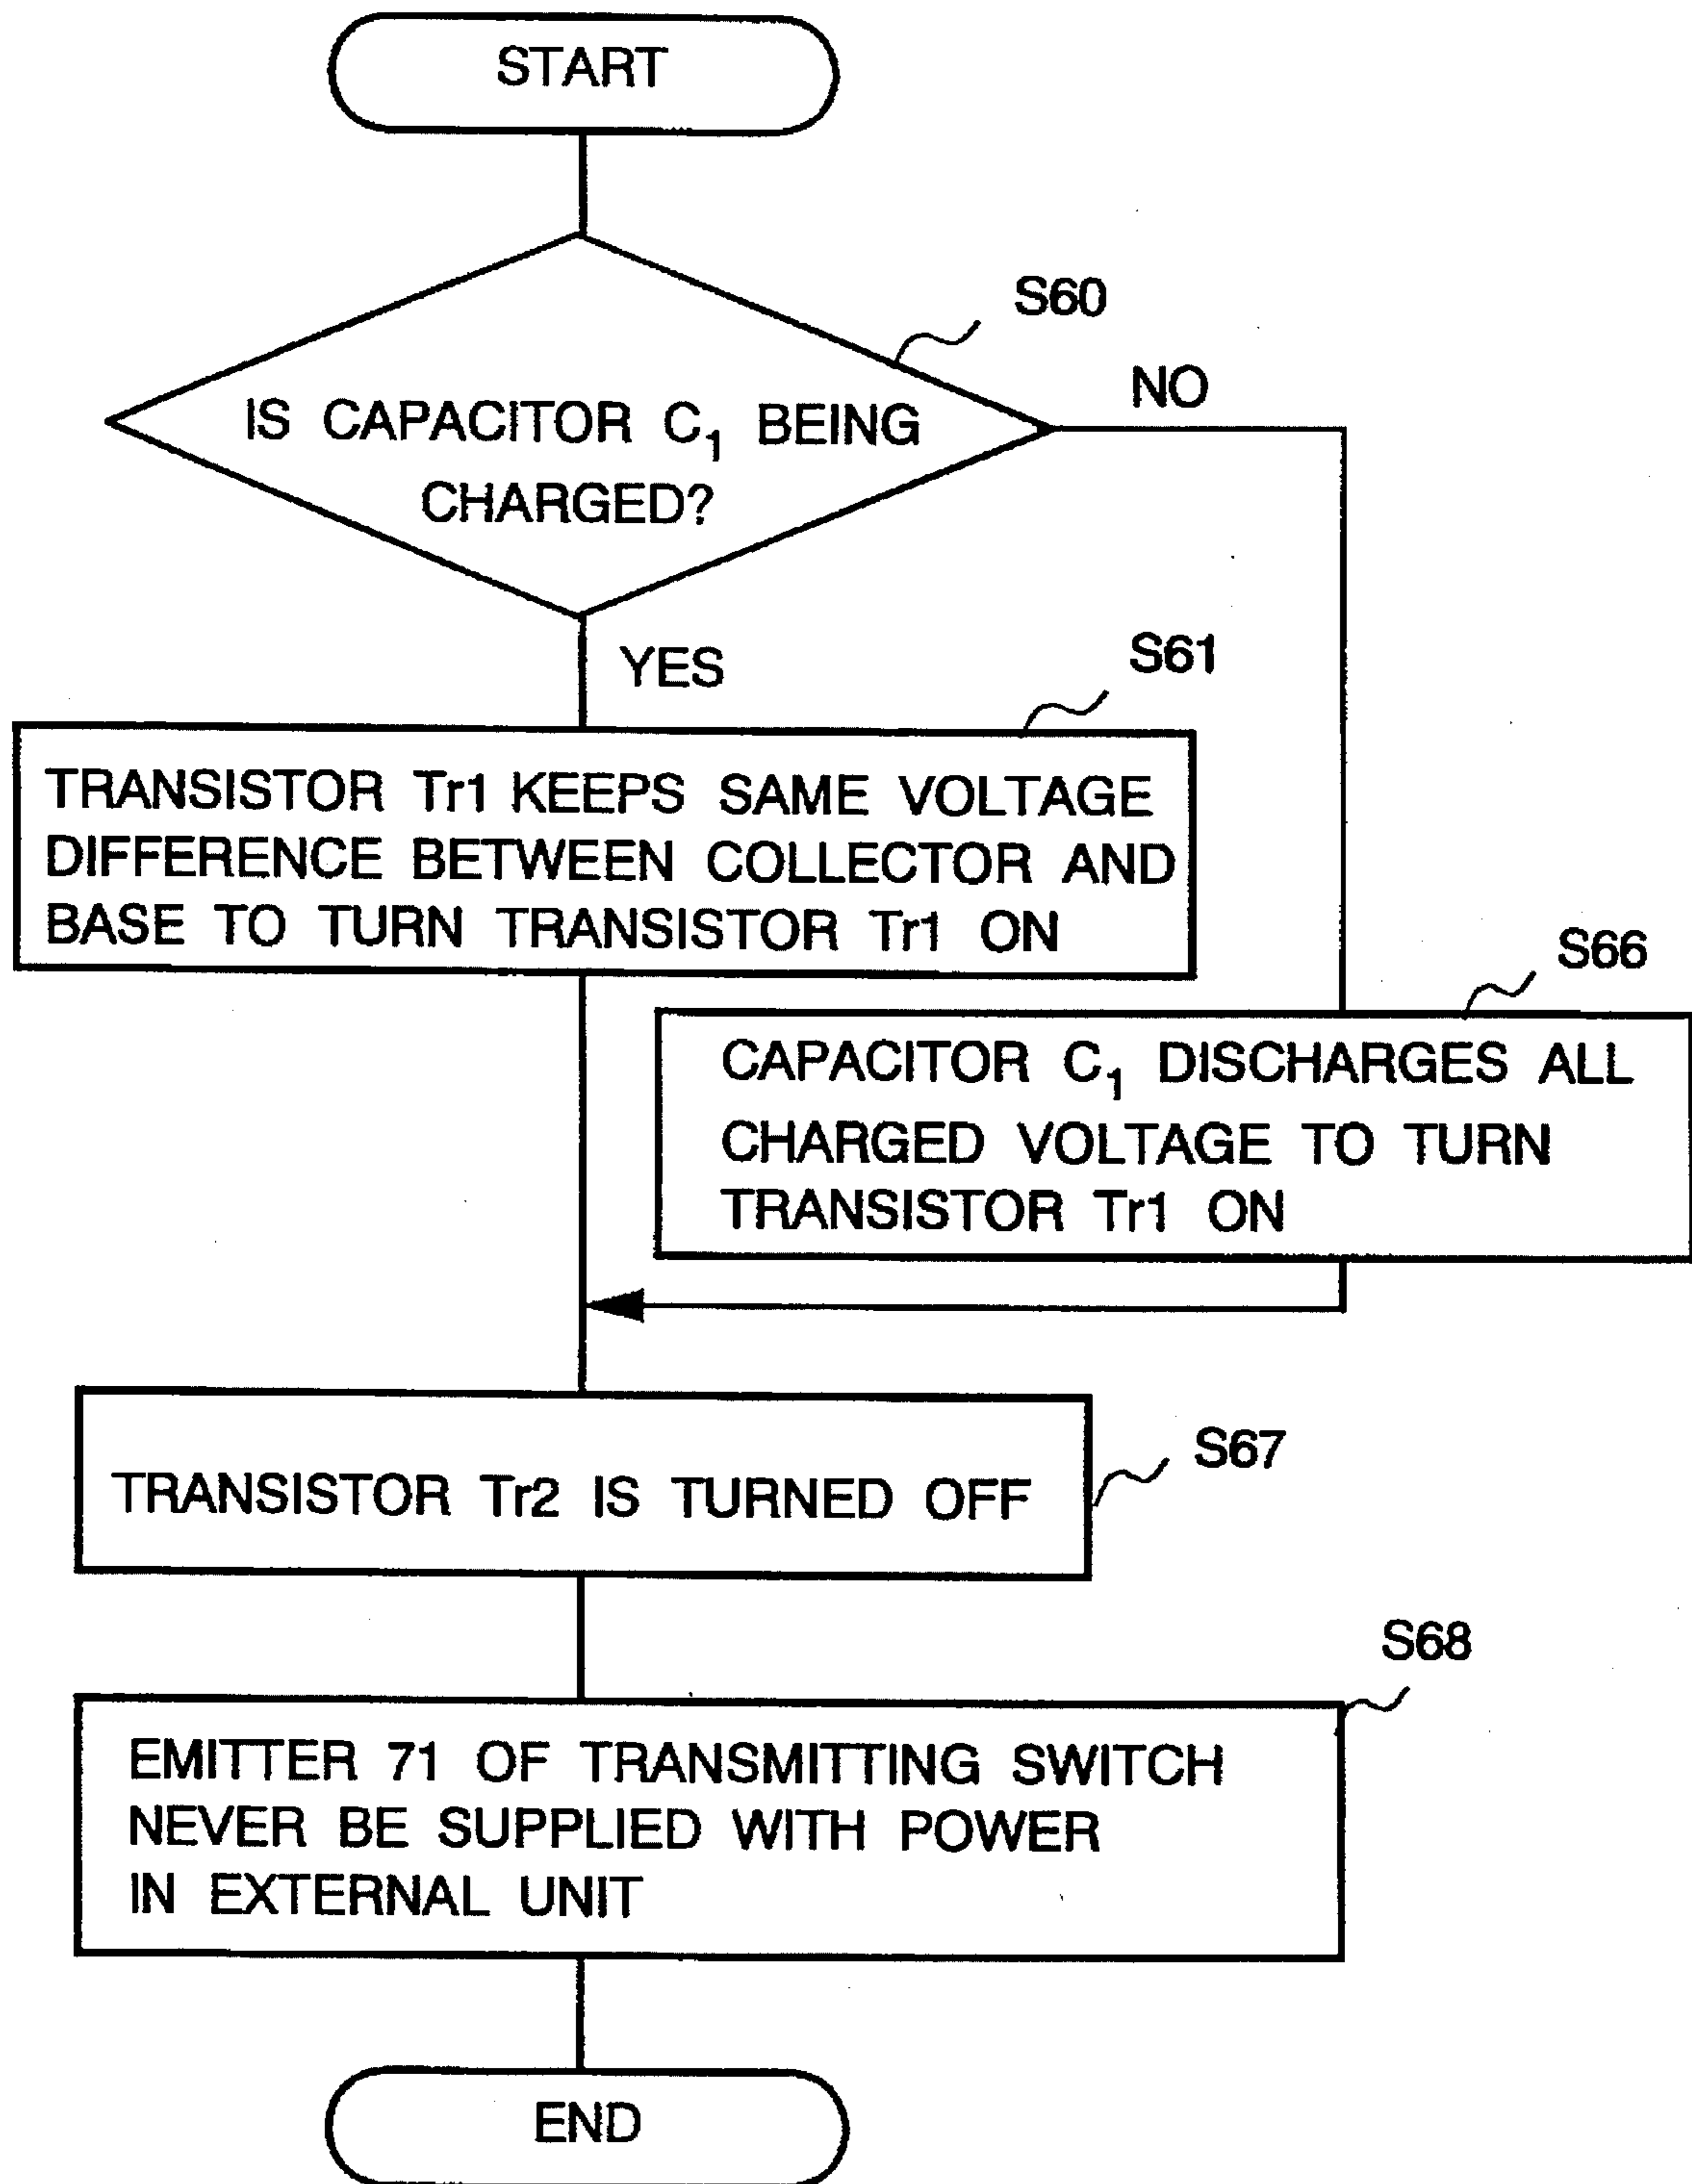 START
S60
NO
IS CAPACITOR C₁ BEING
CHARGED?
YES
S61
TRANSISTOR Tr1 KEEPS SAME VOLTAGE
DIFFERENCE BETWEEN COLLECTOR AND
BASE TO TURN TRANSISTOR Tr1 ON
S66
CAPACITOR C₁ DISCHARGES ALL
CHARGED VOLTAGE TO TURN
TRANSISTOR Tr1 ON
S67
TRANSISTOR Tr2 IS TURNED OFF
S68
EMITTER 71 OF TRANSMITTING SWITCH
NEVER BE SUPPLIED WITH POWER
IN EXTERNAL UNIT
END